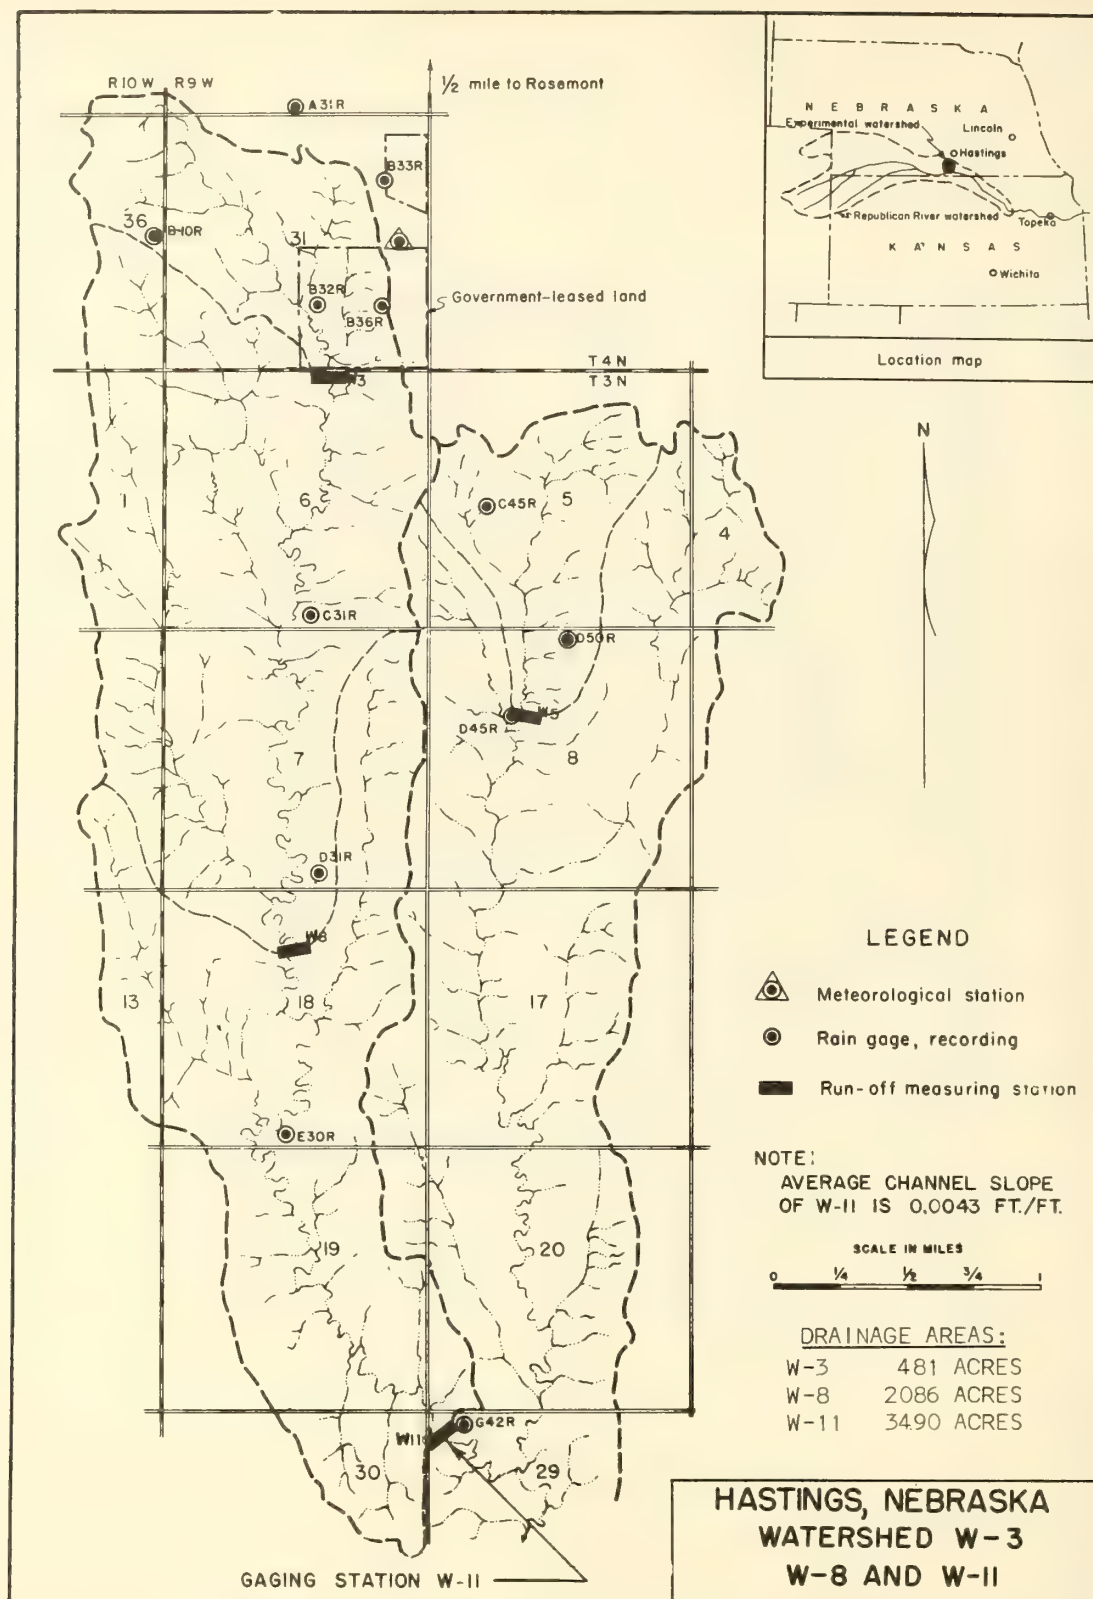 R10W R9W
1/2 mile to Rosemont
A31R
B33R
36
B10R
31
B32R
B36R
Government-leased land
T4N
T3N
1
6
C45R
5
4
C31R
D50R
D45R
W5
7
8
D31R
W8
13
18
17
E30R
19
20
W11
G42R
30
29
GAGING STATION W-11
NEBRASKA
Experimental watershed
Lincoln
Hastings
Republican River watershed
Topeka
KANSAS
Wichita
Location map
N
LEGEND
Meteorological station
Rain gage, recording
Run-off measuring station
NOTE:
AVERAGE CHANNEL SLOPE
OF W-11 IS 0.0043 FT./FT.
SCALE IN MILES
0 1/4 1/2 3/4 1
DRAINAGE AREAS:
W-3 481 ACRES
W-8 2086 ACRES
W-11 3490 ACRES
HASTINGS, NEBRASKA
WATERSHED W-3
W-8 AND W-11